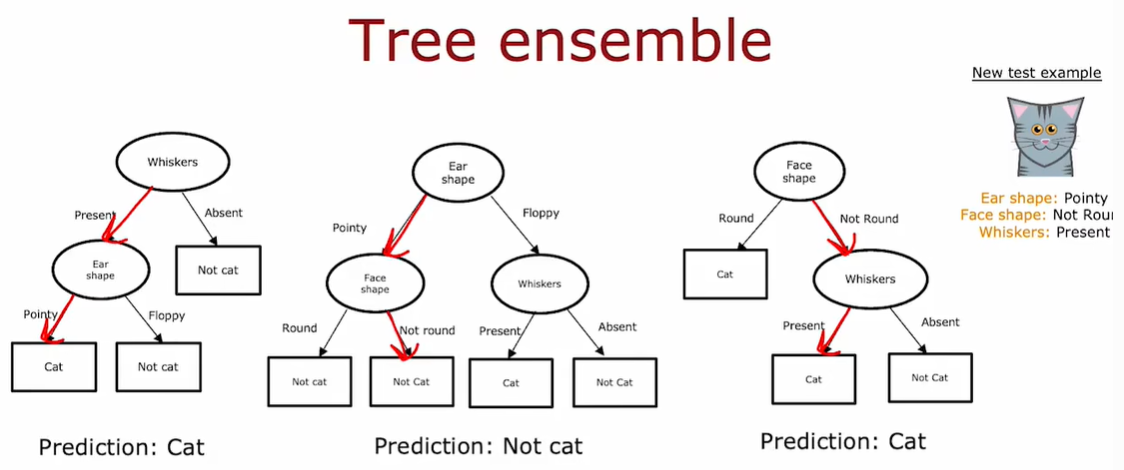 Tree ensemble
New test example
Ear shape: Pointy
Face shape: Not Rou
Whiskers: Present
Whiskers
Present
Absent
Ear
shape
Not cat
Pointy
Floppy
Cat
Not cat
Prediction: Cat
Ear
shape
Pointy
Floppy
Face
shape
Whiskers
Round
Not round
Present
Absent
Not cat
Not Cat
Cat
Not Cat
Prediction: Not cat
Face
shape
Round
Not Round
Cat
Whiskers
Present
Absent
Cat
Not Cat
Prediction: Cat